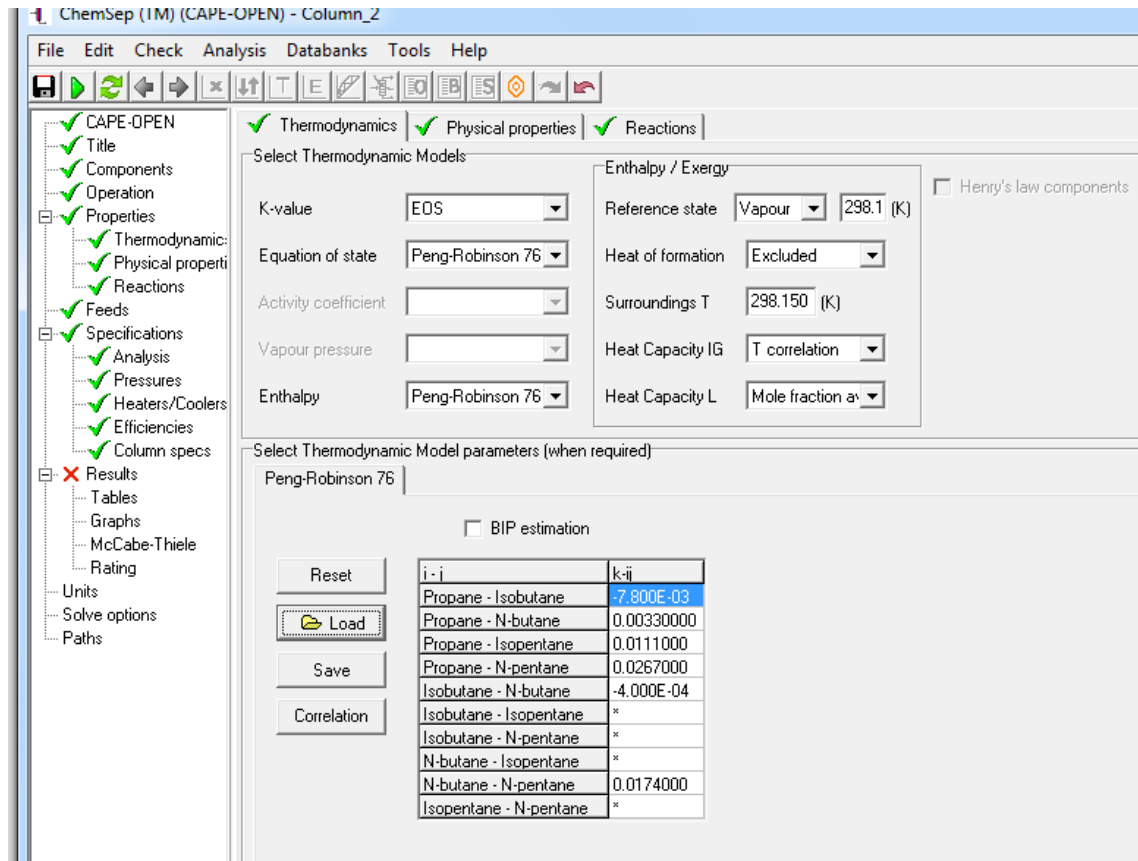 ChemSep (TM) (CAPE-OPEN) - Column_2
File Edit Check Analysis Databanks Tools Help
CAPE-OPEN
Title
Components
Operation
Properties
Thermodynamic:
Physical properti
Reactions
Feeds
Specifications
Analysis
Pressures
Heaters/Coolers
Efficiencies
Column specs
Results
Tables
Graphs
McCabe-Thiele
Rating
Units
Solve options
Paths
Thermodynamics Physical properties Reactions
Select Thermodynamic Models
K-value EOS
Equation of state Peng-Robinson 76
Activity coefficient
Vapour pressure
Enthalpy Peng-Robinson 76
Enthalpy / Exergy
Reference state Vapour 298.1 (K)
Heat of formation Excluded
Surroundings T 298.150 (K)
Heat Capacity IG T correlation
Heat Capacity L Mole fraction a
Henry's law components
Select Thermodynamic Model parameters (when required)
Peng-Robinson 76
BIP estimation
Reset
Load
Save
Correlation
i - j k-ij
Propane - Isobutane -7.800E-03
Propane - N-butane 0.00330000
Propane - Isopentane 0.0111000
Propane - N-pentane 0.0267000
Isobutane - N-butane -4.000E-04
Isobutane - Isopentane *
Isobutane - N-pentane *
N-butane - Isopentane *
N-butane - N-pentane 0.0174000
Isopentane - N-pentane *